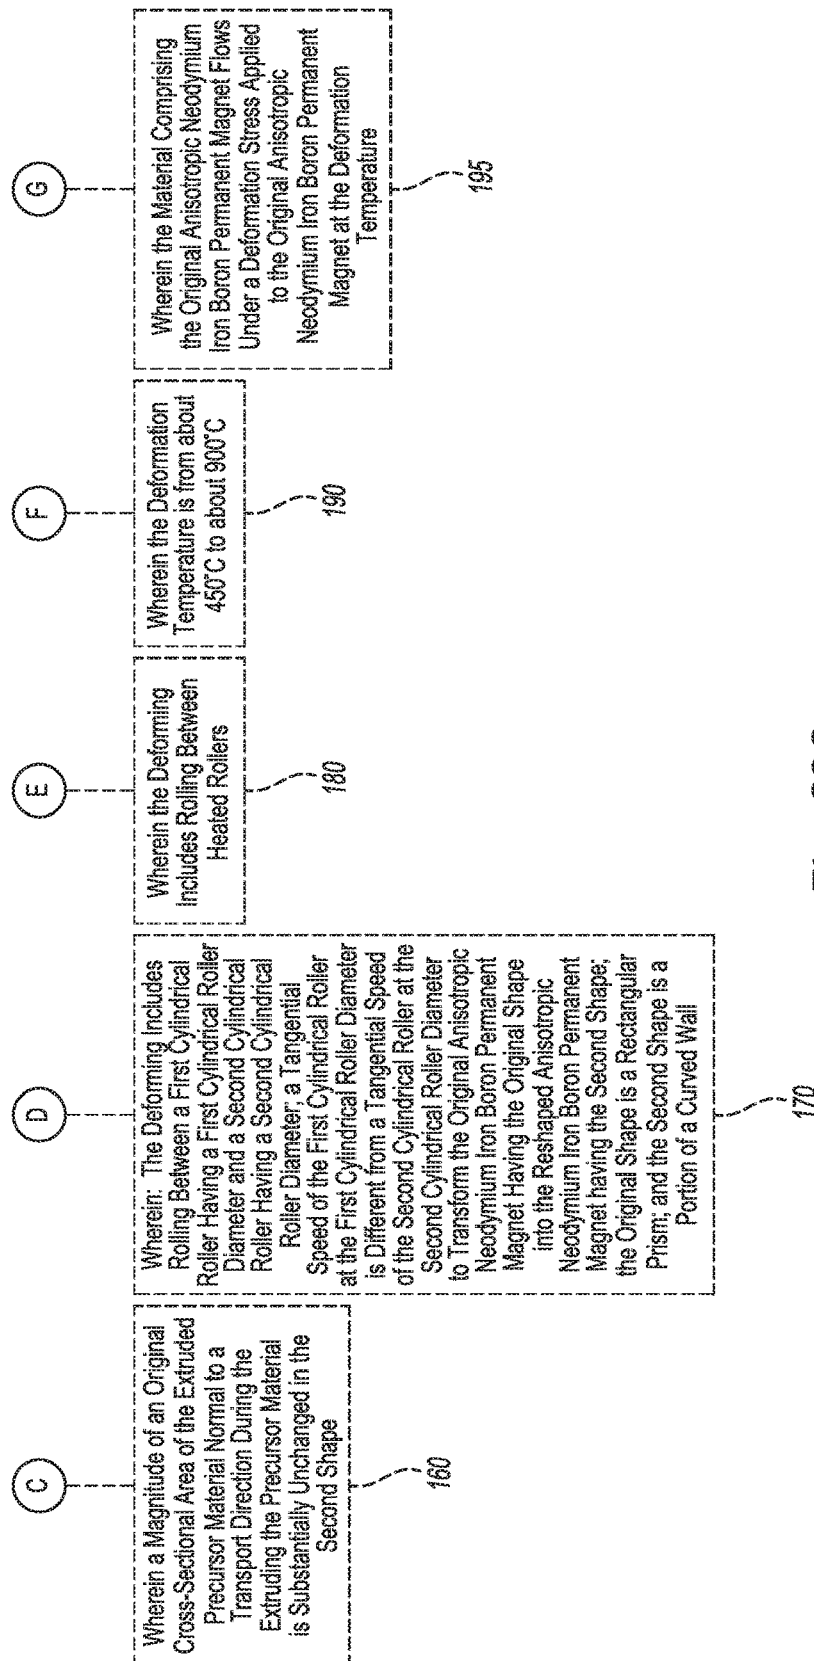 C
Wherein a Magnitude of an Original
Cross-Sectional Area of the Extruded
Precursor Material Normal to a
Transport Direction During the
Extruding the Precursor Material
is Substantially Unchanged in the
Second Shape
160
D
Wherein: The Deforming Includes
Rolling Between a First Cylindrical
Roller Having a First Cylindrical Roller
Diameter and a Second Cylindrical
Roller Having a Second Cylindrical
Roller Diameter; a Tangential
Speed of the First Cylindrical Roller
at the First Cylindrical Roller Diameter
is Different from a Tangential Speed
of the Second Cylindrical Roller at the
Second Cylindrical Roller Diameter
to Transform the Original Anisotropic
Neodymium Iron Boron Permanent
Magnet Having the Original Shape
into the Reshaped Anisotropic
Neodymium Iron Boron Permanent
Magnet having the Second Shape;
the Original Shape is a Rectangular
Prism; and the Second Shape is a
Portion of a Curved Wall
170
E
Wherein the Deforming
Includes Rolling Between
Heated Rollers
180
F
Wherein the Deformation
Temperature is from about
450°C to about 900°C
190
G
Wherein the Material Comprising
the Original Anisotropic Neodymium
Iron Boron Permanent Magnet Flows
Under a Deformation Stress Applied
to the Original Anisotropic
Neodymium Iron Boron Permanent
Magnet at the Deformation
Temperature
195